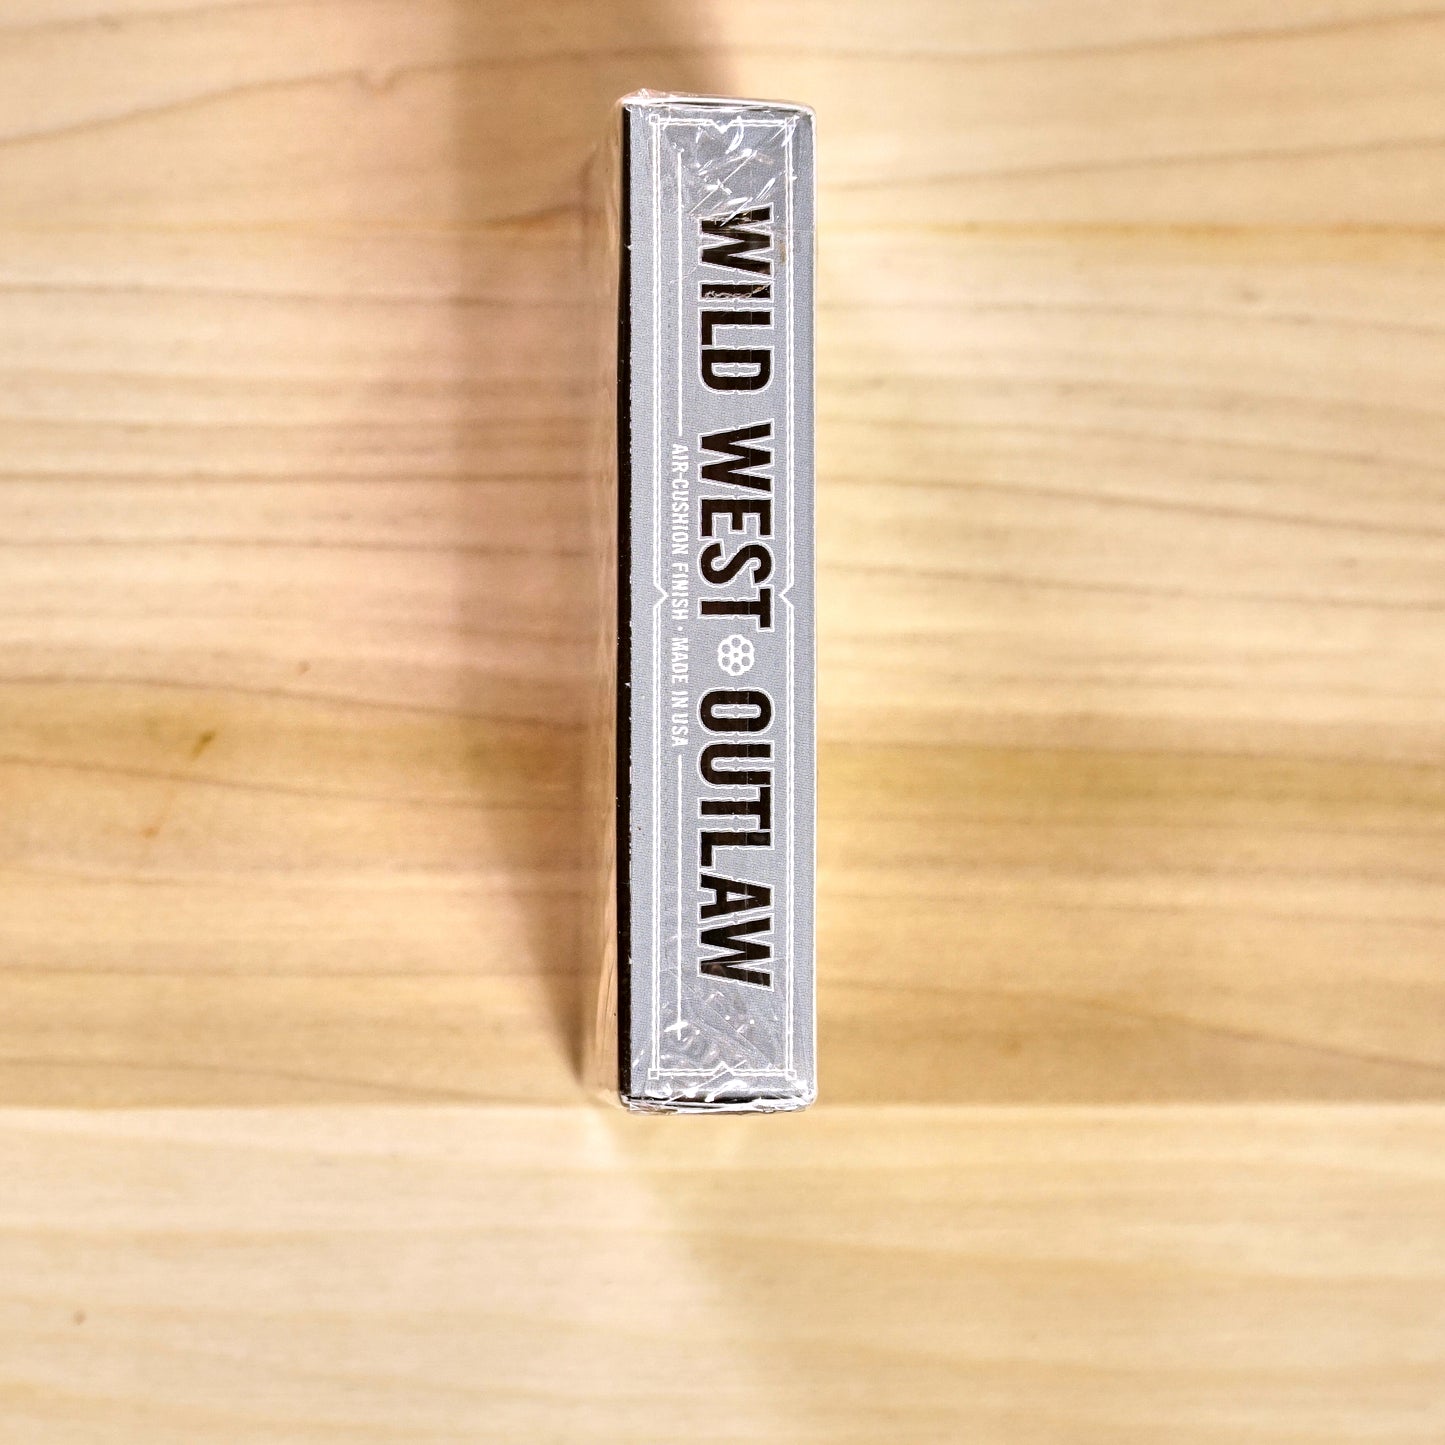 WILD WEST OUTLAW
AIR-CUSHION FINISH • MADE IN USA